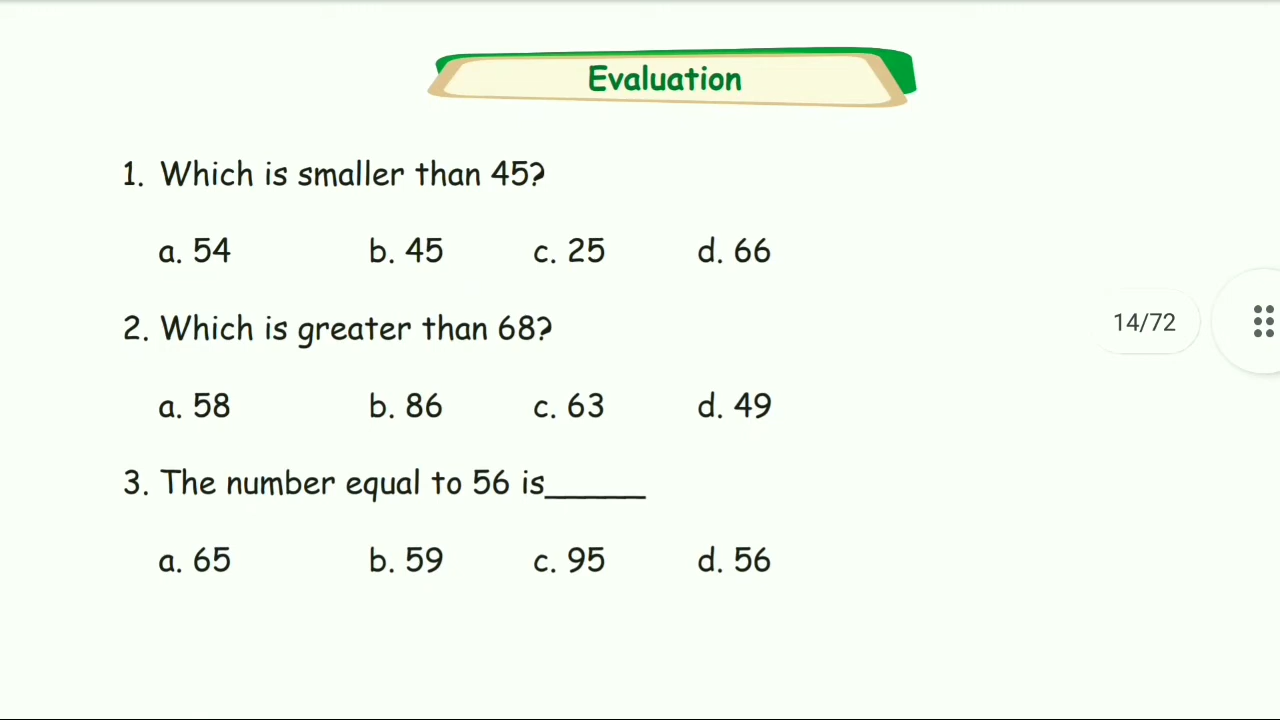 Evaluation
1. Which is smaller than 45?
a. 54 b. 45 c. 25 d. 66
2. Which is greater than 68?
14/72
a. 58 b. 86 c. 63 d. 49
3. The number equal to 56 is_____
a. 65 b. 59 c. 95 d. 56